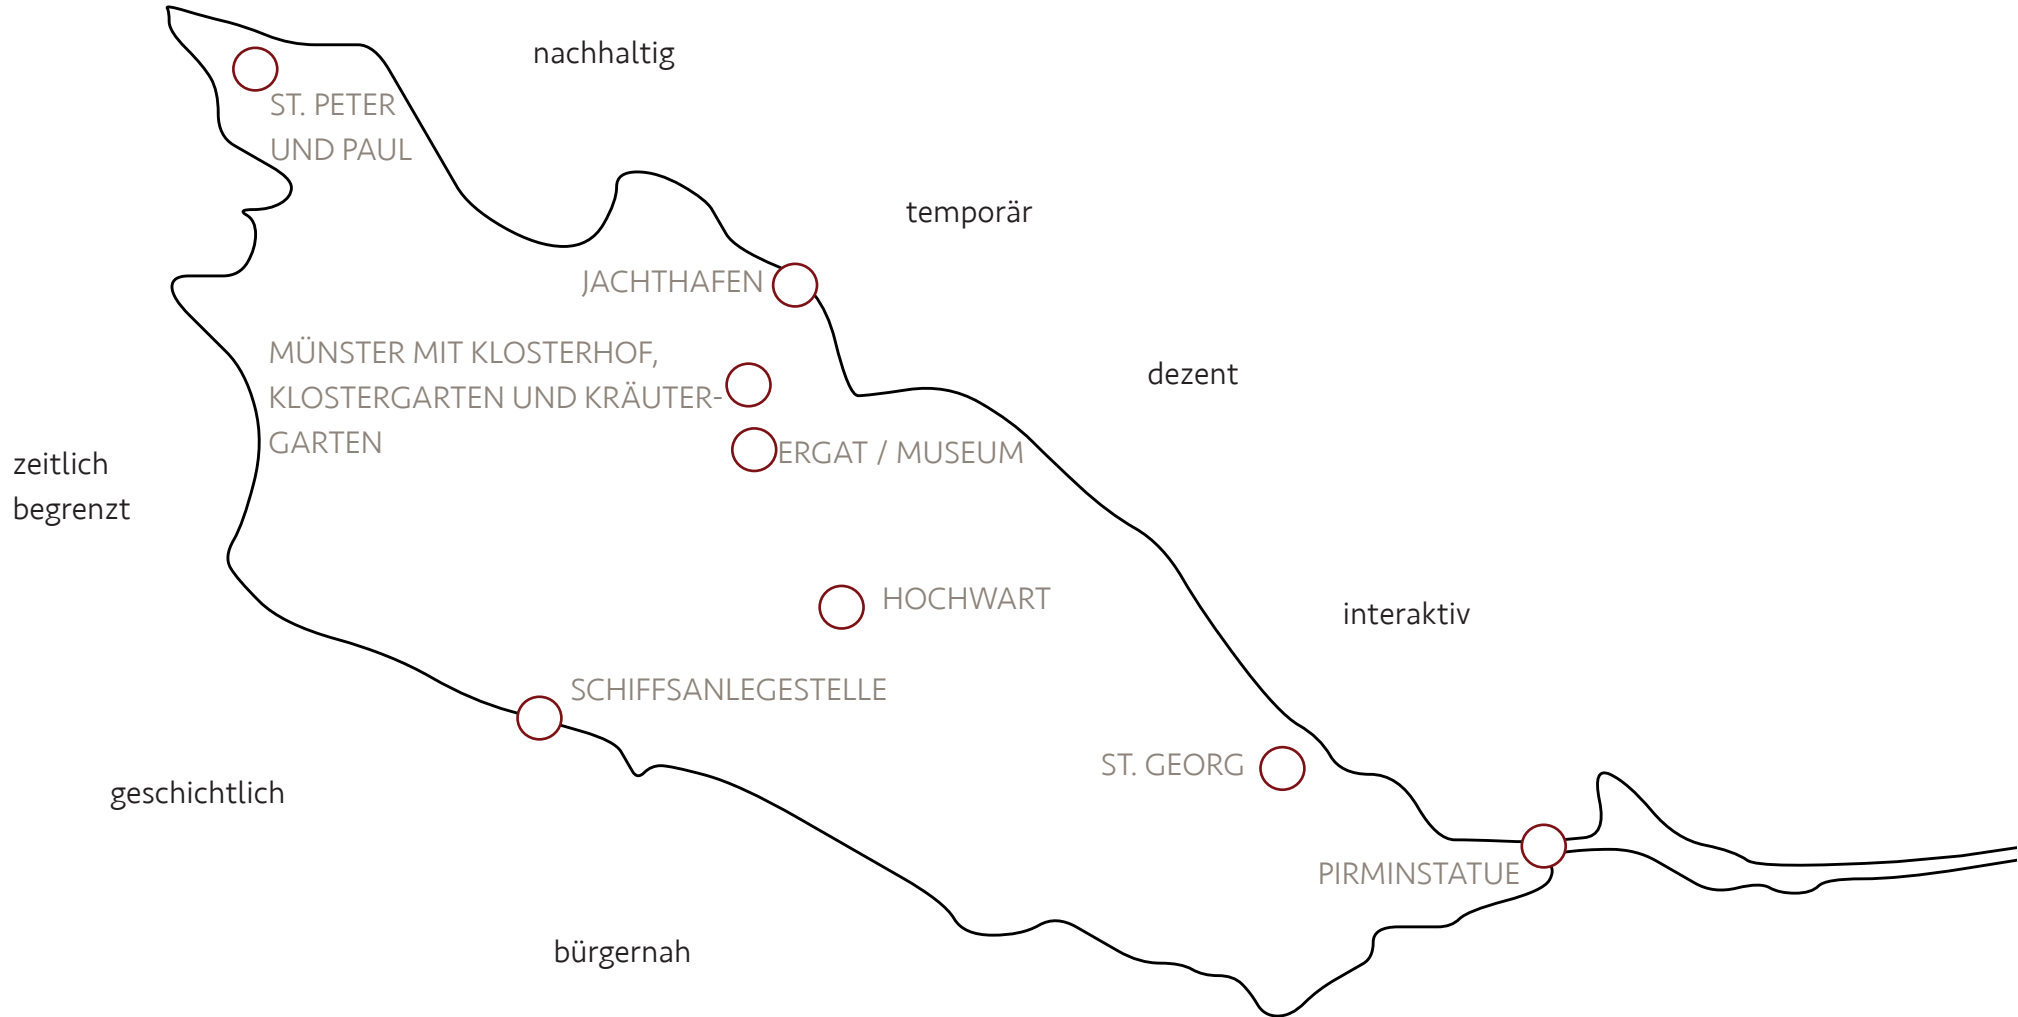 nachhaltig
ST. PETER
UND PAUL
temporär
JACHTHAFEN
MÜNSTER MIT KLOSTERHOF,
KLOSTERGARTEN UND KRÄUTER-
GARTEN
dezent
ERGAT / MUSEUM
zeitlich
begrenzt
HOCHWART
interaktiv
SCHIFFSANLEGESTELLE
ST. GEORG
geschichtlich
PIRMINSTATUE
bürgernah